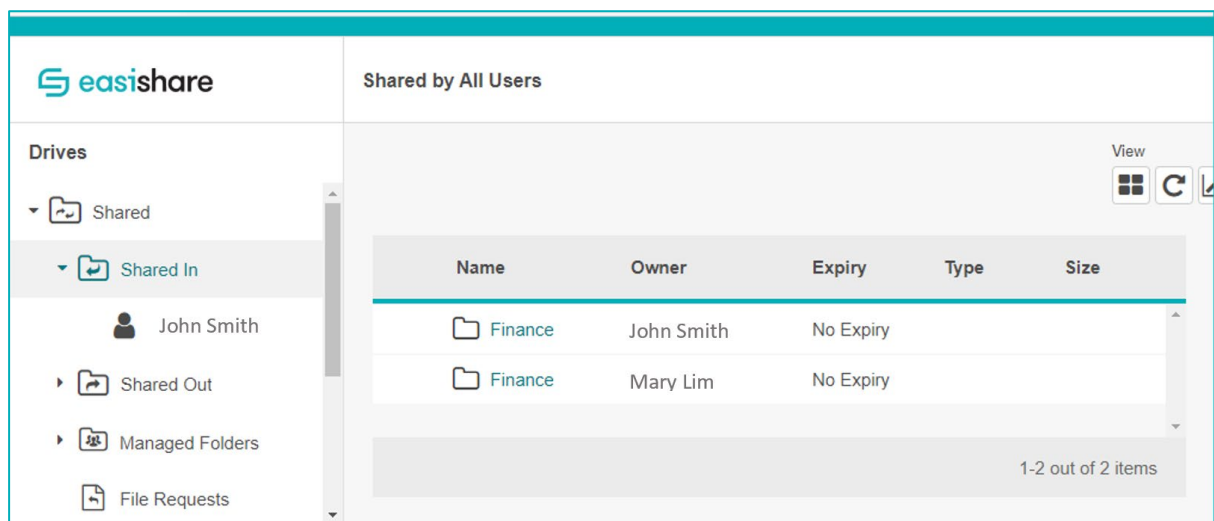 easishare
Shared by All Users
Drives
View
Shared
Shared In
John Smith
Shared Out
Managed Folders
File Requests
Name Owner Expiry Type Size
Finance John Smith No Expiry
Finance Mary Lim No Expiry
1-2 out of 2 items